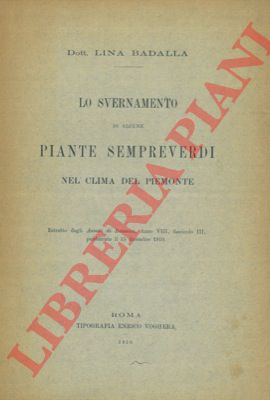 Dott. LINA BADALLA
LO SVERNAMENTO
DI ALCUNE
PIANTE SEMPREVERDI
NEL CLIMA DEL PIEMONTE
Estratto dagli Annali di Botanica volume VIII, fascicolo III,
pubblicato il 15 dicembre 1910.
ROMA
TIPOGRAFIA ENRICO VOGHERA
1910
LIBRERIA PIANI